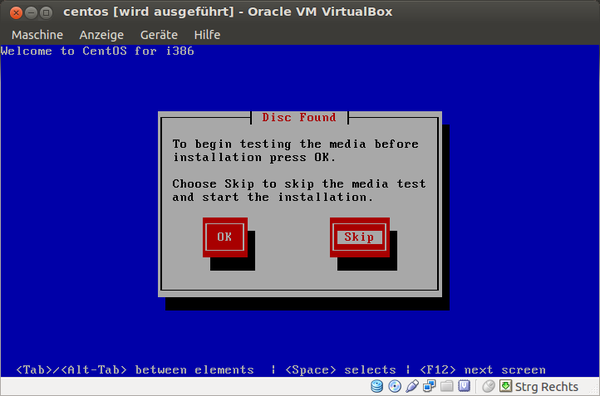 centos [wird ausgeführt] - Oracle VM VirtualBox
Maschine Anzeige Geräte Hilfe
Welcome to CentOS for i386
Disc Found
To begin testing the media before
installation press OK.
Choose Skip to skip the media test
and start the installation.
OK Skip
<Tab>/<Alt-Tab> between elements | <Space> selects | <F12> next screen
Strg Rechts